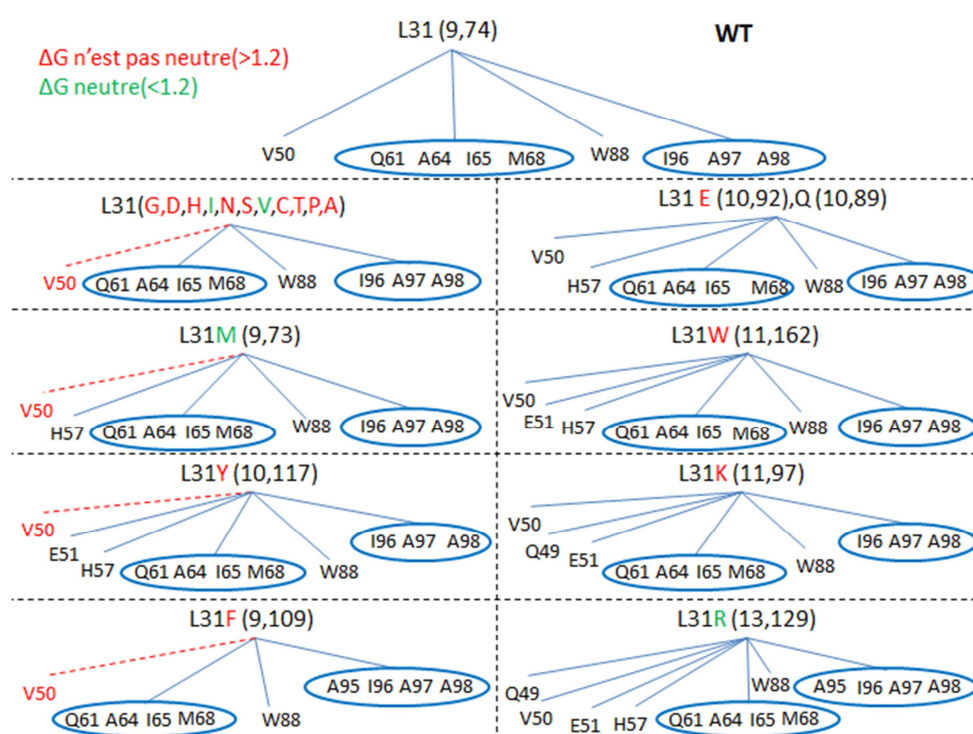 L31 (9,74)
WT
ΔG n'est pas neutre(>1.2)
ΔG neutre(<1.2)
V50
Q61 A64 I65 M68
W88
I96 A97 A98
L31(G,D,H,I,N,S,V,C,T,P,A)
V50
Q61 A64 I65 M68
W88
I96 A97 A98
L31 E (10,92),Q (10,89)
V50
H57
Q61 A64 I65 M68
W88
I96 A97 A98
L31M (9,73)
V50
H57
Q61 A64 I65 M68
W88
I96 A97 A98
L31W (11,162)
V50
E51
H57
Q61 A64 I65 M68
W88
I96 A97 A98
L31Y (10,117)
V50
E51
H57
Q61 A64 I65 M68
W88
I96 A97 A98
L31K (11,97)
V50
Q49
E51
Q61 A64 I65 M68
W88
I96 A97 A98
L31F (9,109)
V50
Q61 A64 I65 M68
W88
A95 I96 A97 A98
L31R (13,129)
Q49
V50
E51
H57
Q61 A64 I65 M68
W88
A95 I96 A97 A98